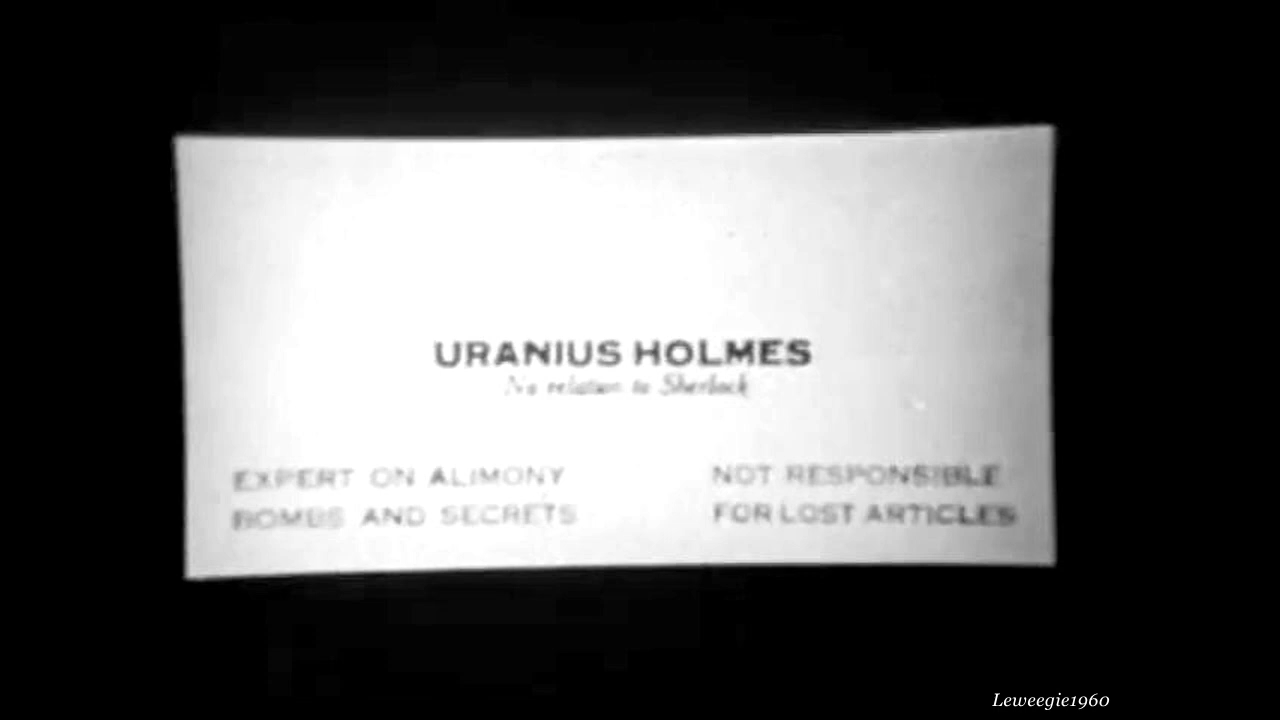 URANIUS HOLMES
No relation to Sherlock
EXPERT ON ALIMONY
BOMBS AND SECRETS
NOT RESPONSIBLE
FOR LOST ARTICLES
Leweegie1960